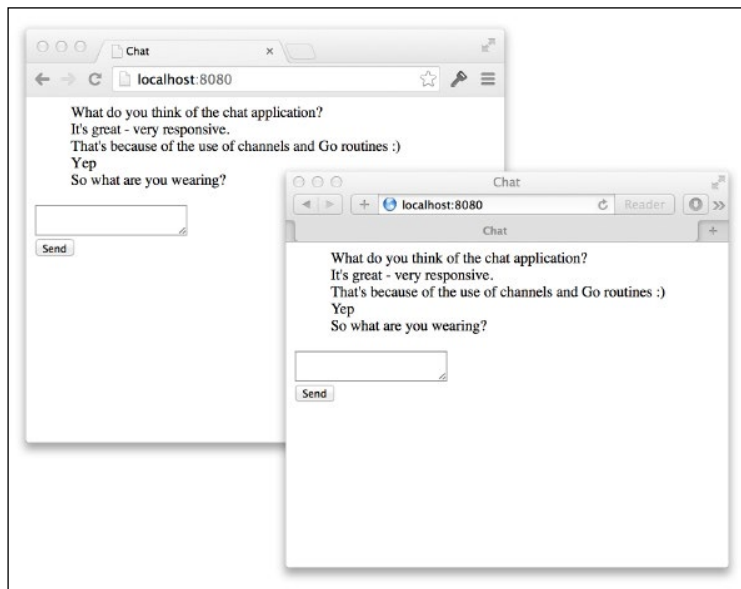 Chat
localhost:8080
What do you think of the chat application?
It's great - very responsive.
That's because of the use of channels and Go routines :)
Yep
So what are you wearing?
Send
Chat
localhost:8080
Reader
Chat
What do you think of the chat application?
It's great - very responsive.
That's because of the use of channels and Go routines :)
Yep
So what are you wearing?
Send